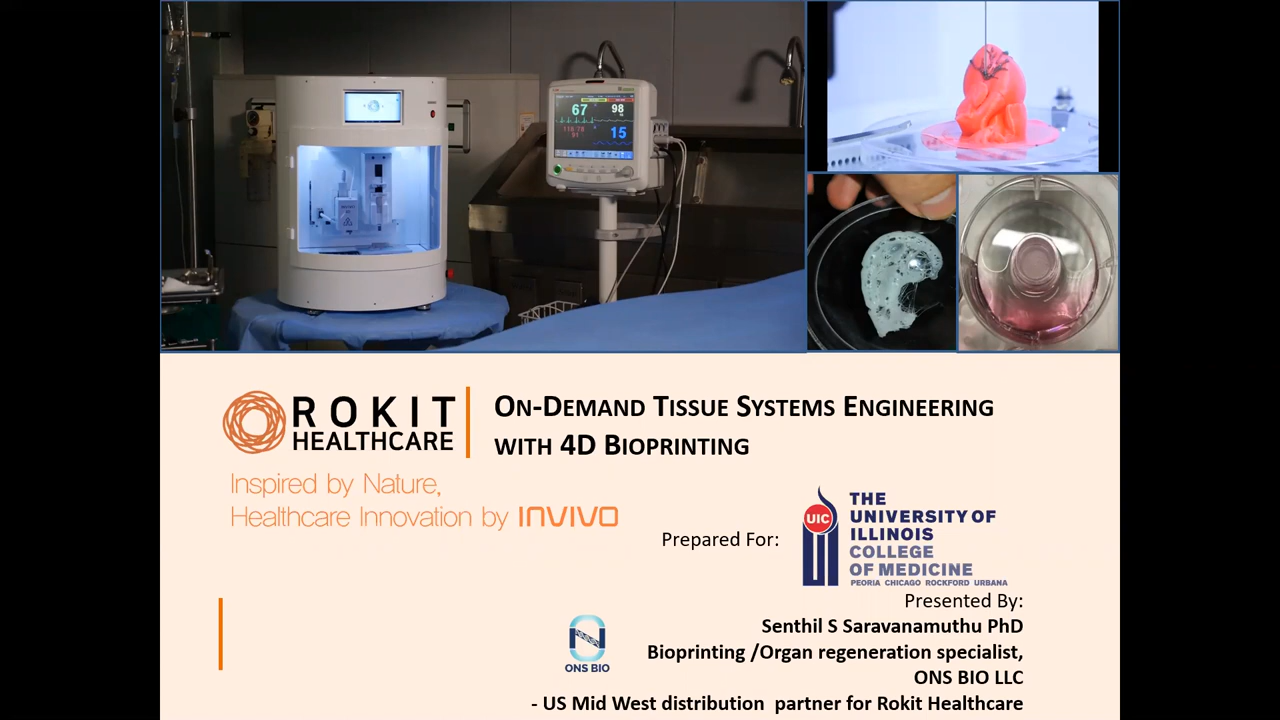 67
98
15
ROKIT
HEALTHCARE
On-Demand Tissue Systems Engineering
with 4D Bioprinting
Inspired by Nature,
Healthcare Innovation by INVIVO
Prepared For:
UIC
THE
UNIVERSITY OF
ILLINOIS
COLLEGE
OF MEDICINE
PEORIA CHICAGO ROCKFORD URBANA
Presented By:
Senthil S Saravanamuthu PhD
Bioprinting /Organ regeneration specialist,
ONS BIO
ONS BIO LLC
- US Mid West distribution partner for Rokit Healthcare